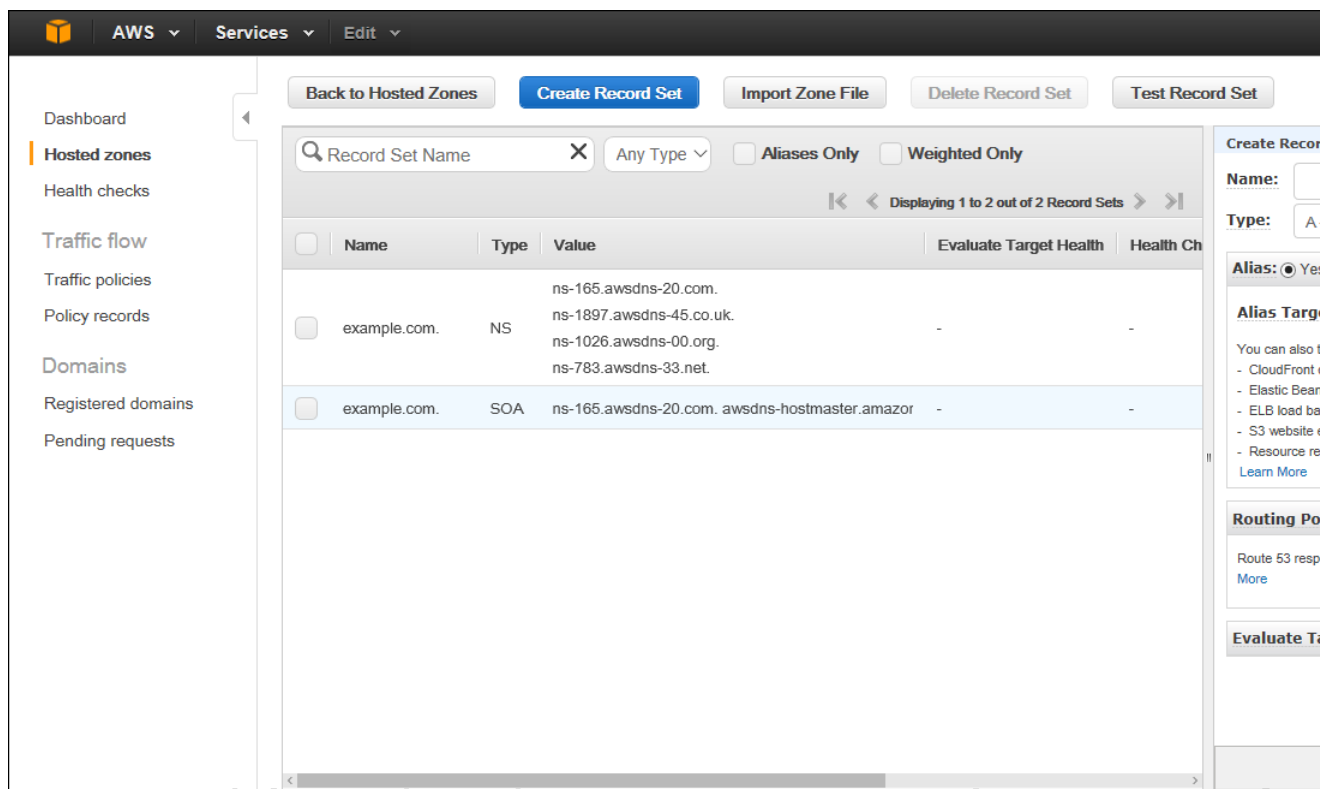 AWS Services Edit
Back to Hosted Zones Create Record Set Import Zone File Delete Record Set Test Record Set
Dashboard
Hosted zones
Health checks
Traffic flow
Traffic policies
Policy records
Domains
Registered domains
Pending requests
Record Set Name Any Type Aliases Only Weighted Only
Displaying 1 to 2 out of 2 Record Sets
Name Type Value Evaluate Target Health Health Ch
example.com. NS ns-165.awsdns-20.com.
ns-1897.awsdns-45.co.uk.
ns-1026.awsdns-00.org.
ns-783.awsdns-33.net.
- -
example.com. SOA ns-165.awsdns-20.com. awsdns-hostmaster.amazor - -
Create Recor
Name:
Type: A
Alias: Yes
Alias Targe
You can also t
- CloudFront
- Elastic Bean
- ELB load ba
- S3 website e
- Resource re
Learn More
Routing Po
Route 53 resp
More
Evaluate Ta